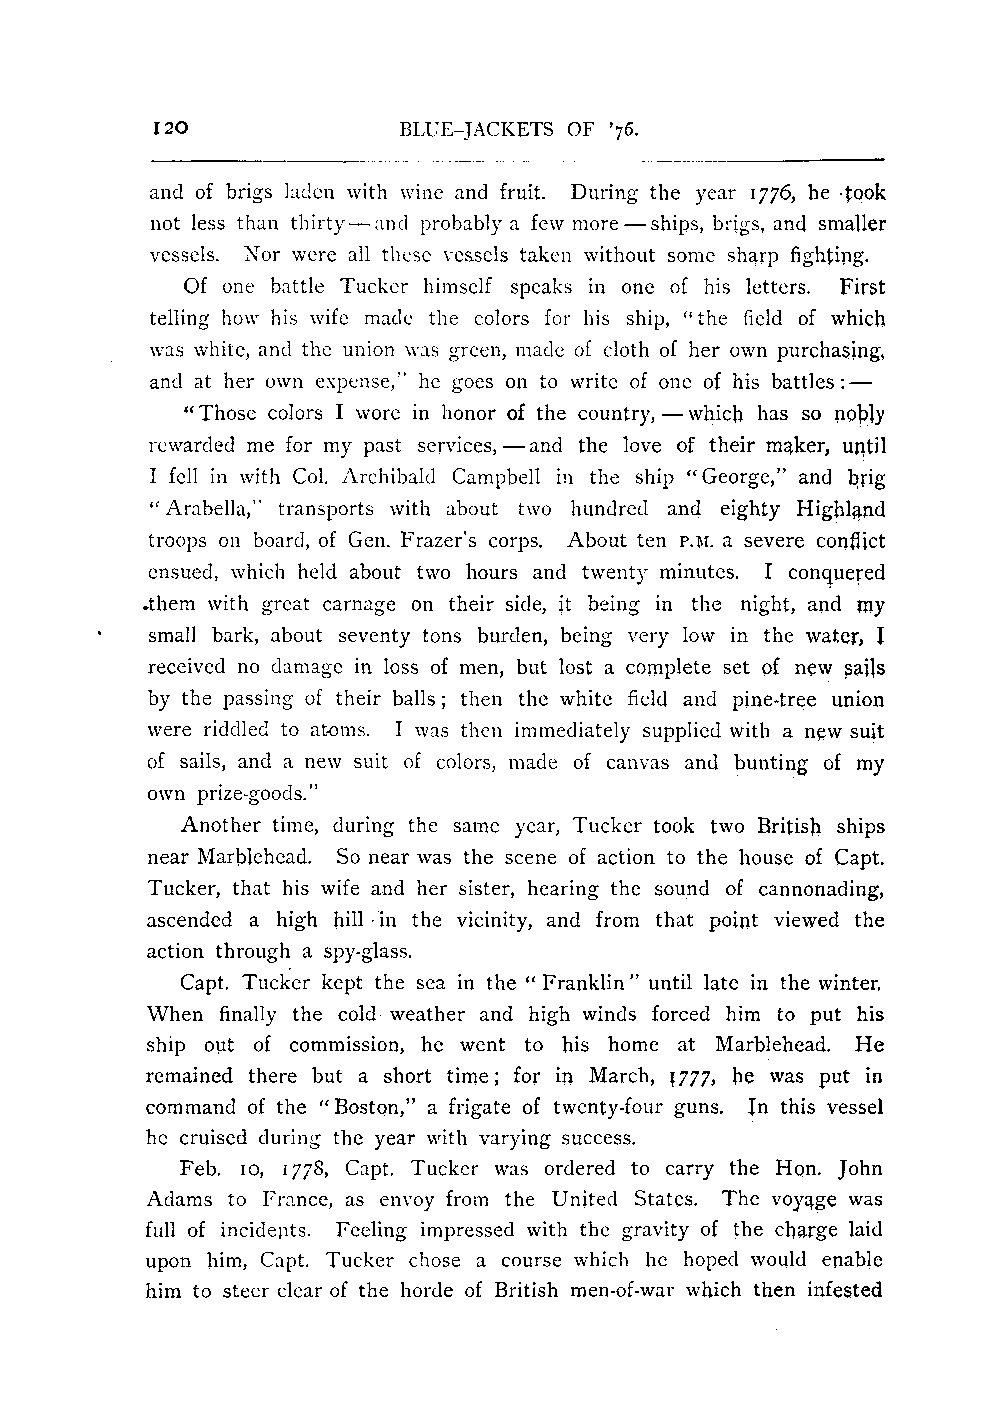 120 BLUE-JACKETS OF '76.
and of brigs laden with wine and fruit. During the year 1776, he took
not less than thirty—and probably a few more—ships, brigs, and smaller
vessels. Nor were all these vessels taken without some sharp fighting.
Of one battle Tucker himself speaks in one of his letters. First
telling how his wife made the colors for his ship, "the field of which
was white, and the union was green, made of cloth of her own purchasing,
and at her own expense," he goes on to write of one of his battles:—
"Those colors I wore in honor of the country,—which has so nobly
rewarded me for my past services,—and the love of their maker, until
I fell in with Col. Archibald Campbell in the ship "George," and brig
"Arabella," transports with about two hundred and eighty Highland
troops on board, of Gen. Frazer's corps. About ten P.M. a severe conflict
ensued, which held about two hours and twenty minutes. I conquered
them with great carnage on their side, it being in the night, and my
small bark, about seventy tons burden, being very low in the water, I
received no damage in loss of men, but lost a complete set of new sails
by the passing of their balls; then the white field and pine-tree union
were riddled to atoms. I was then immediately supplied with a new suit
of sails, and a new suit of colors, made of canvas and bunting of my
own prize-goods."
Another time, during the same year, Tucker took two British ships
near Marblehead. So near was the scene of action to the house of Capt.
Tucker, that his wife and her sister, hearing the sound of cannonading,
ascended a high hill in the vicinity, and from that point viewed the
action through a spy-glass.
Capt. Tucker kept the sea in the "Franklin" until late in the winter.
When finally the cold weather and high winds forced him to put his
ship out of commission, he went to his home at Marblehead. He
remained there but a short time; for in March, 1777, he was put in
command of the "Boston," a frigate of twenty-four guns. In this vessel
he cruised during the year with varying success.
Feb. 10, 1778, Capt. Tucker was ordered to carry the Hon. John
Adams to France, as envoy from the United States. The voyage was
full of incidents. Feeling impressed with the gravity of the charge laid
upon him, Capt. Tucker chose a course which he hoped would enable
him to steer clear of the horde of British men-of-war which then infested